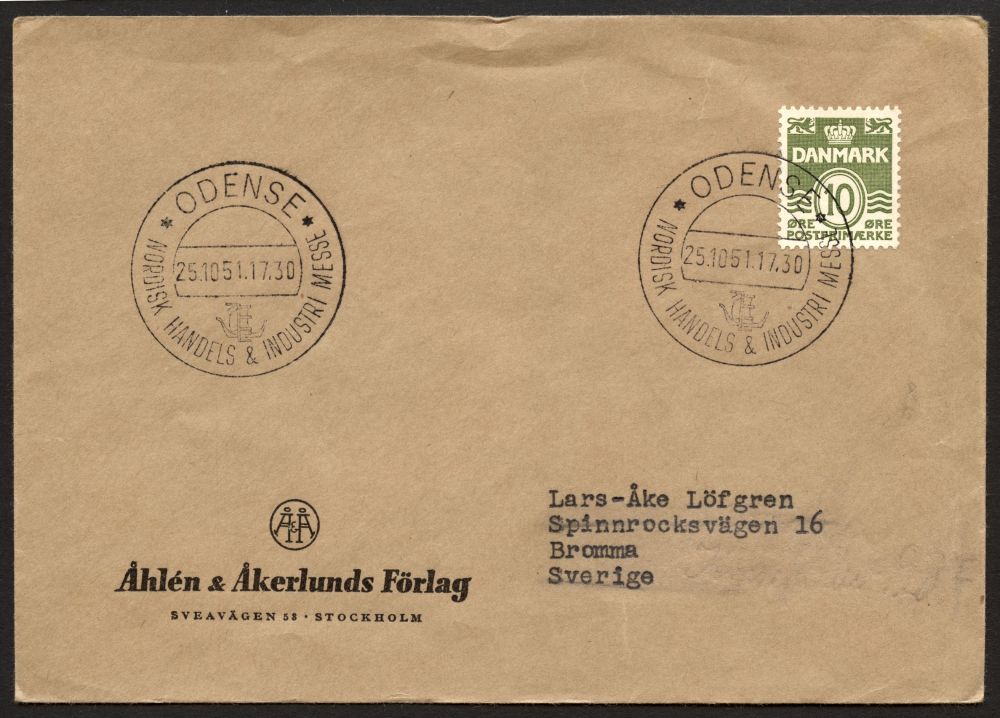 ODENSE
25.10 51.17.30
NORDISK HANDELS & INDUSTRI MESSE
ODENSE
25.10 51.17.30
NORDISK HANDELS & INDUSTRI MESSE
DANMARK
10
ØRE ØRE
POSTFRIMÆRKE
Lars-Åke Löfgren
Spinnrocksvägen 16
Bromma
Sverige
Å&Å
Åhlén & Åkerlunds Förlag
SVEAVÄGEN 53 · STOCKHOLM